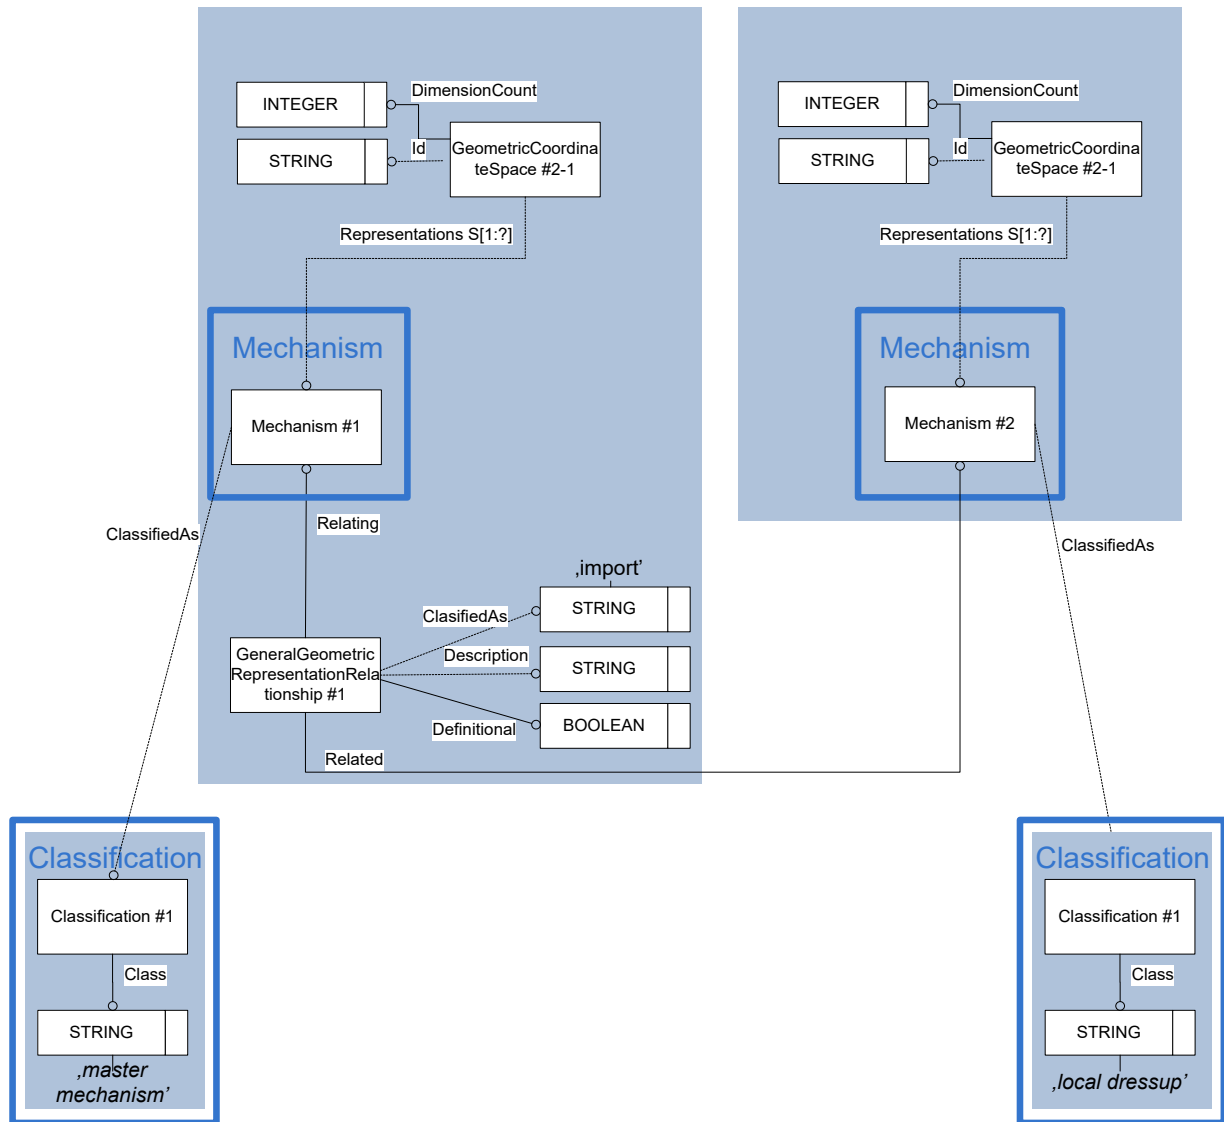 DimensionCount
INTEGER
Id
STRING
GeometricCoordina
teSpace #2-1
Representations S[1:?]
Mechanism
Mechanism #1
ClassifiedAs
Relating
‚import’
ClasifiedAs
STRING
GeneralGeometric
RepresentationRela
tionship #1
Description
STRING
Definitional
BOOLEAN
Related
DimensionCount
INTEGER
Id
STRING
GeometricCoordina
teSpace #2-1
Representations S[1:?]
Mechanism
Mechanism #2
ClassifiedAs
Classification
Classification #1
Class
STRING
‚master
mechanism’
Classification
Classification #1
Class
STRING
‚local dressup’